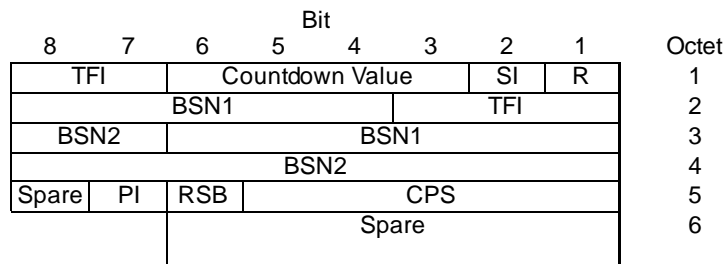 Bit
8 7 6 5 4 3 2 1 Octet
TFI Countdown Value SI R 1
BSN1 TFI 2
BSN2 BSN1 3
BSN2 4
Spare PI RSB CPS 5
Spare 6